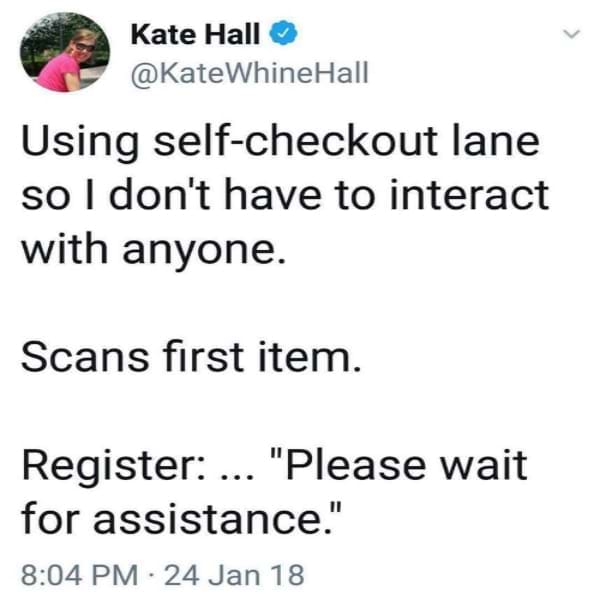 Kate Hall
@KateWhineHall
Using self-checkout lane
so I don't have to interact
with anyone.
Scans first item.
Register: ... "Please wait
for assistance."
8:04 PM · 24 Jan 18